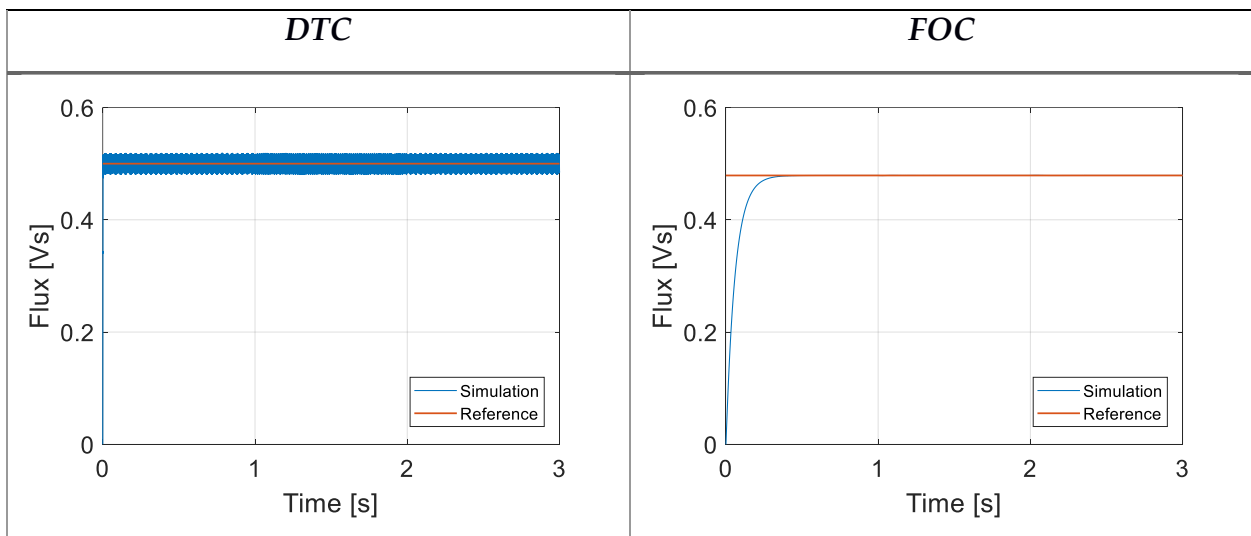 DTC
FOC
0.6
0.4
0.2
0
Flux [Vs]
0 1 2 3
Time [s]
Simulation
Reference
0.6
0.4
0.2
0
Flux [Vs]
0 1 2 3
Time [s]
Simulation
Reference